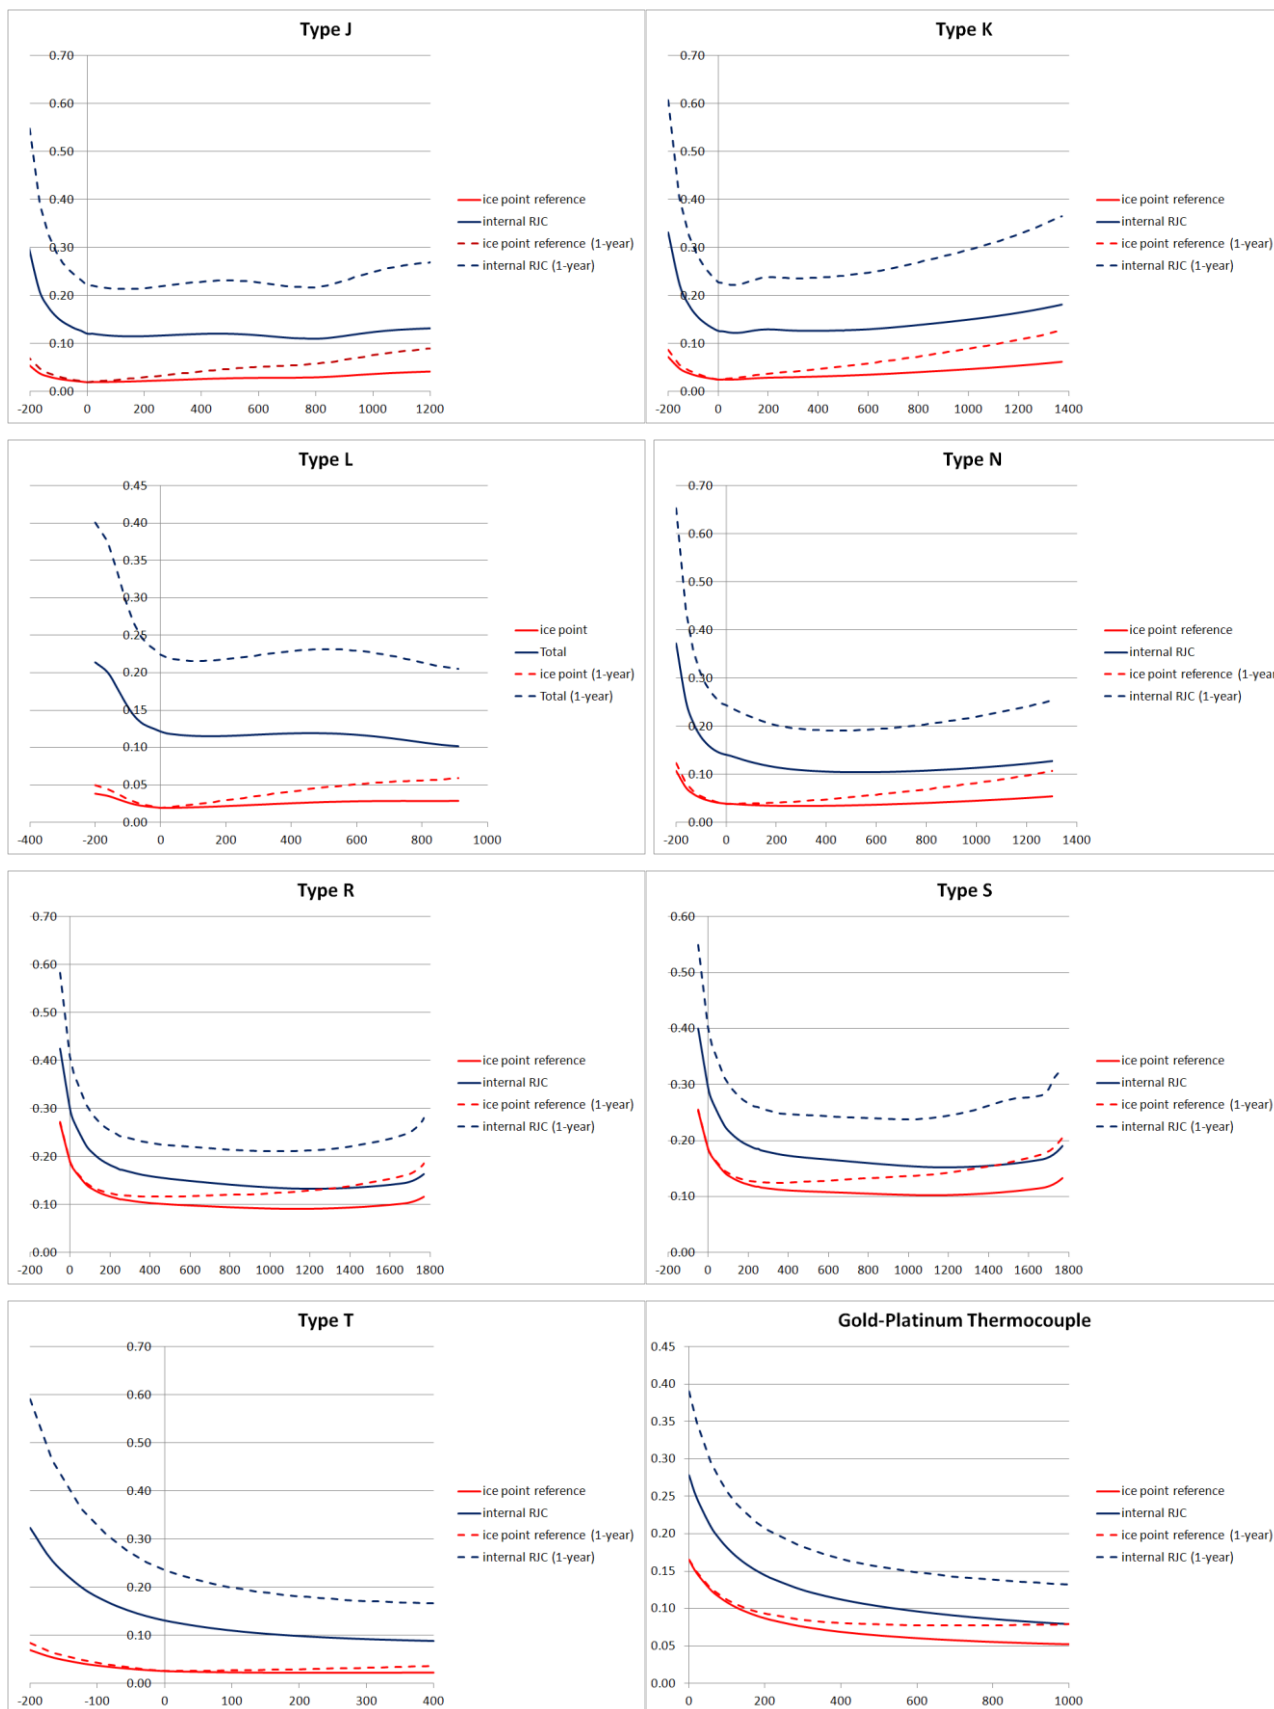 Type J
0.70
0.60
0.50
0.40
0.30
0.20
0.10
0.00
-200 0 200 400 600 800 1000 1200
ice point reference
internal RJC
ice point reference (1-year)
internal RJC (1-year)
Type K
0.70
0.60
0.50
0.40
0.30
0.20
0.10
0.00
-200 0 200 400 600 800 1000 1200 1400
ice point reference
internal RJC
ice point reference (1-year)
internal RJC (1-year)
Type L
0.45
0.40
0.35
0.30
0.25
0.20
0.15
0.10
0.05
0.00
-400 -200 0 200 400 600 800 1000
ice point
Total
ice point (1-year)
Total (1-year)
Type N
0.70
0.60
0.50
0.40
0.30
0.20
0.10
0.00
-200 0 200 400 600 800 1000 1200 1400
ice point reference
internal RJC
ice point reference (1-year
internal RJC (1-year)
Type R
0.70
0.60
0.50
0.40
0.30
0.20
0.10
0.00
-200 0 200 400 600 800 1000 1200 1400 1600 1800
ice point reference
internal RJC
ice point reference (1-year)
internal RJC (1-year)
Type S
0.60
0.50
0.40
0.30
0.20
0.10
0.00
-200 0 200 400 600 800 1000 1200 1400 1600 1800
ice point reference
internal RJC
ice point reference (1-year)
internal RJC (1-year)
Type T
0.70
0.60
0.50
0.40
0.30
0.20
0.10
0.00
-200 -100 0 100 200 300 400
ice point reference
internal RJC
ice point reference (1-year)
internal RJC (1-year)
Gold-Platinum Thermocouple
0.45
0.40
0.35
0.30
0.25
0.20
0.15
0.10
0.05
0.00
0 200 400 600 800 1000
ice point reference
internal RJC
ice point reference (1-year)
internal RJC (1-year)